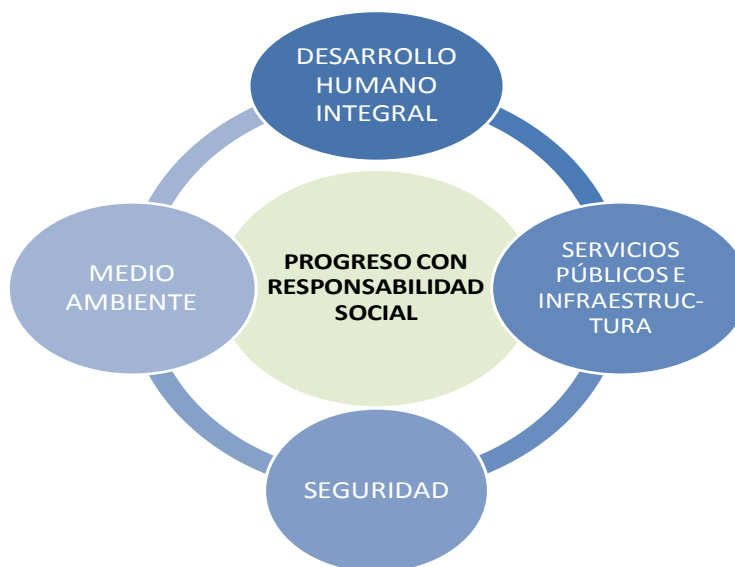 DESARROLLO
HUMANO
INTEGRAL
MEDIO
AMBIENTE
PROGRESO CON
RESPONSABILIDAD
SOCIAL
SERVICIOS
PÚBLICOS E
INFRAESTRUC-
TURA
SEGURIDAD